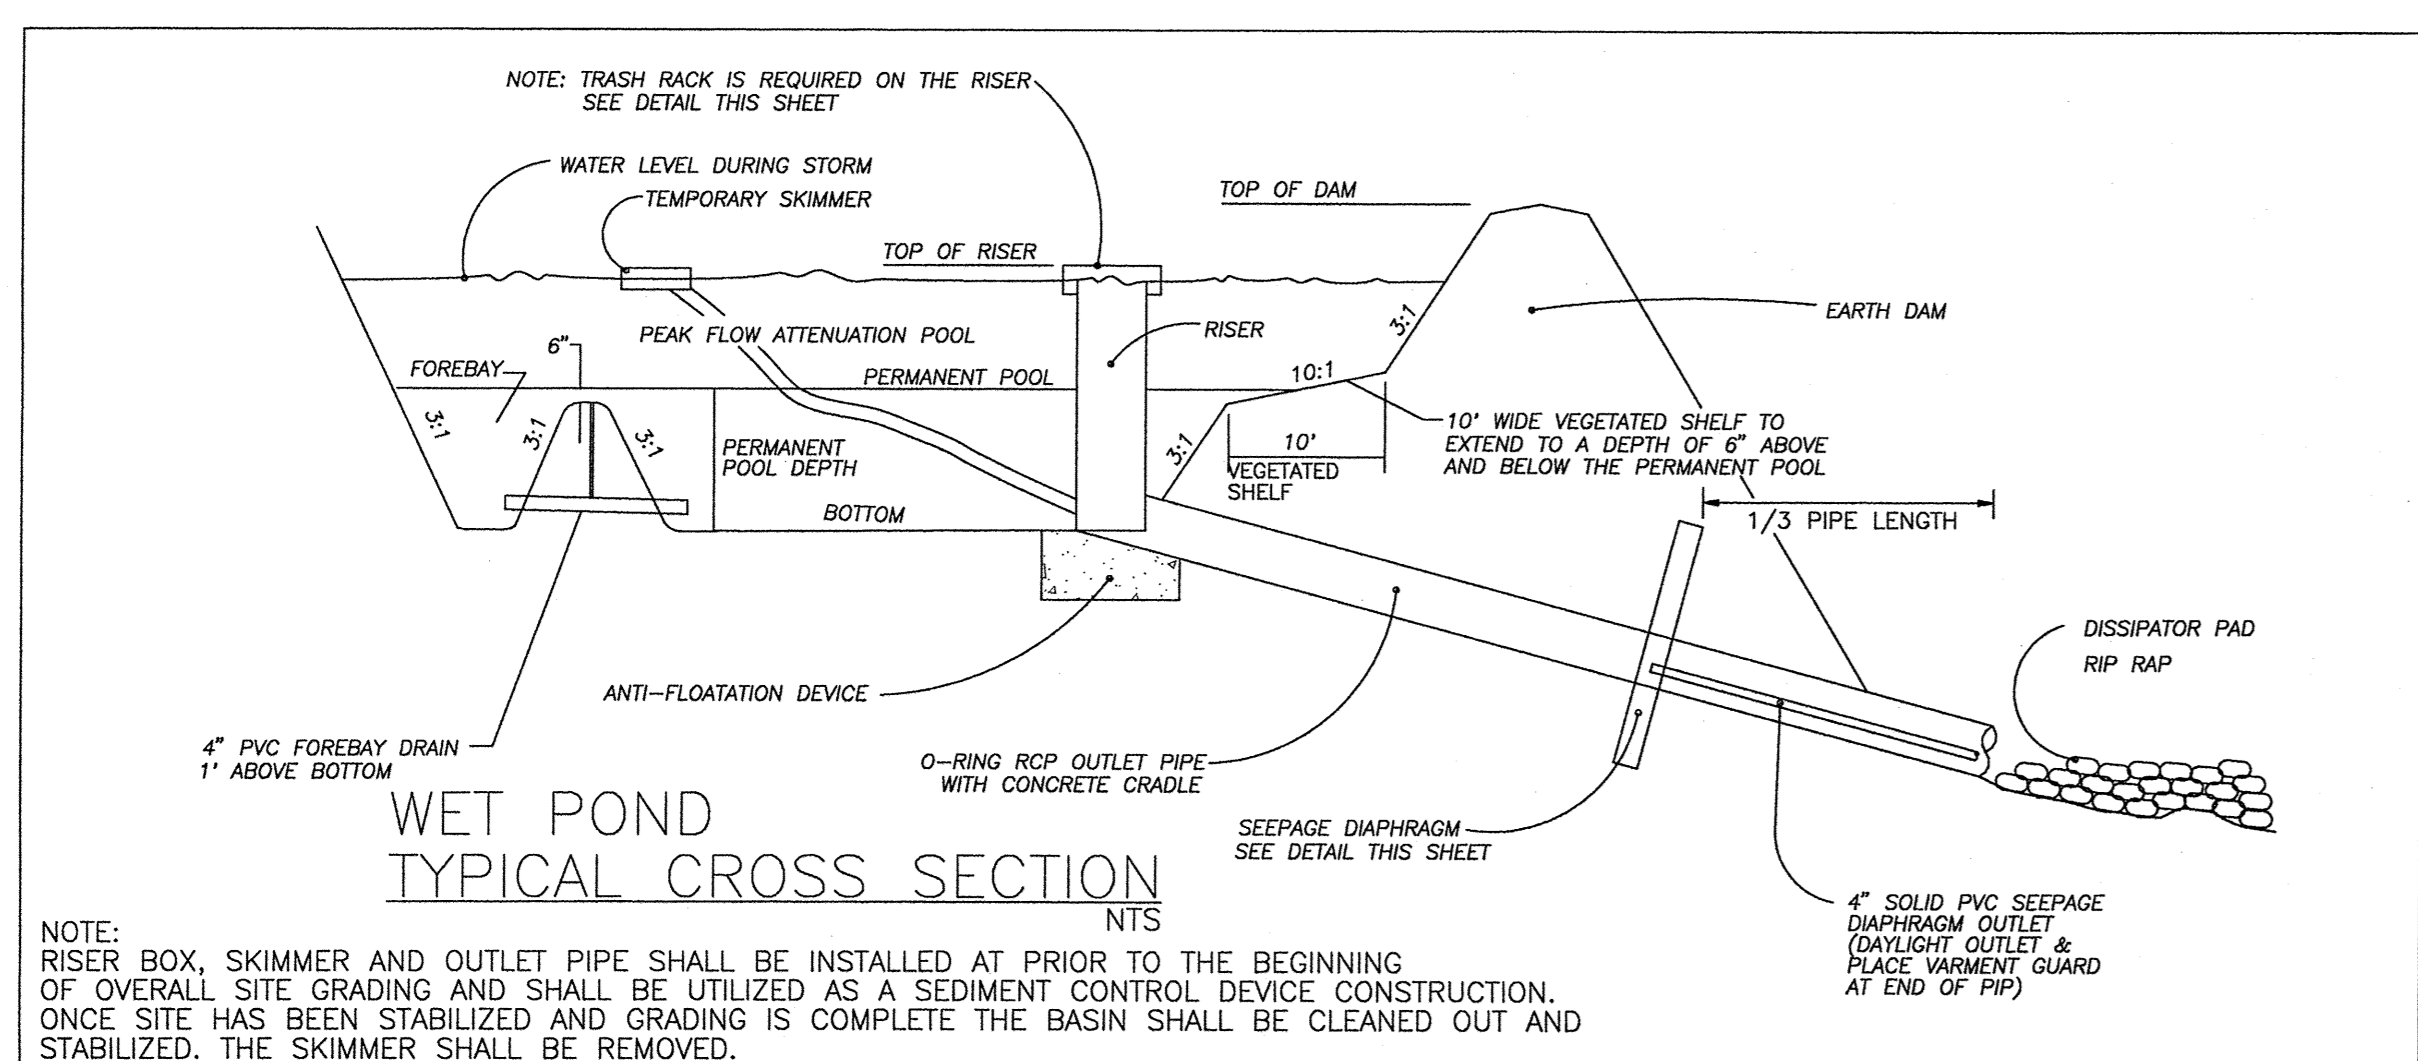 NOTE: TRASH RACK IS REQUIRED ON THE RISER
SEE DETAIL THIS SHEET
WATER LEVEL DURING STORM
TEMPORARY SKIMMER
TOP OF DAM
TOP OF RISER
EARTH DAM
3:1
PEAK FLOW ATTENUATION POOL
RISER
6"
FOREBAY
PERMANENT POOL
10:1
3:1
3:1
3:1
PERMANENT
POOL DEPTH
3:1
10'
VEGETATED
SHELF
10' WIDE VEGETATED SHELF TO
EXTEND TO A DEPTH OF 6" ABOVE
AND BELOW THE PERMANENT POOL
BOTTOM
1/3 PIPE LENGTH
DISSIPATOR PAD
RIP RAP
ANTI-FLOATATION DEVICE
4" PVC FOREBAY DRAIN
1' ABOVE BOTTOM
O-RING RCP OUTLET PIPE
WITH CONCRETE CRADLE
SEEPAGE DIAPHRAGM
SEE DETAIL THIS SHEET
4" SOLID PVC SEEPAGE
DIAPHRAGM OUTLET
(DAYLIGHT OUTLET &
PLACE VARMENT GUARD
AT END OF PIP)
WET POND
TYPICAL CROSS SECTION
NTS
NOTE:
RISER BOX, SKIMMER AND OUTLET PIPE SHALL BE INSTALLED AT PRIOR TO THE BEGINNING
OF OVERALL SITE GRADING AND SHALL BE UTILIZED AS A SEDIMENT CONTROL DEVICE CONSTRUCTION.
ONCE SITE HAS BEEN STABILIZED AND GRADING IS COMPLETE THE BASIN SHALL BE CLEANED OUT AND
STABILIZED. THE SKIMMER SHALL BE REMOVED.